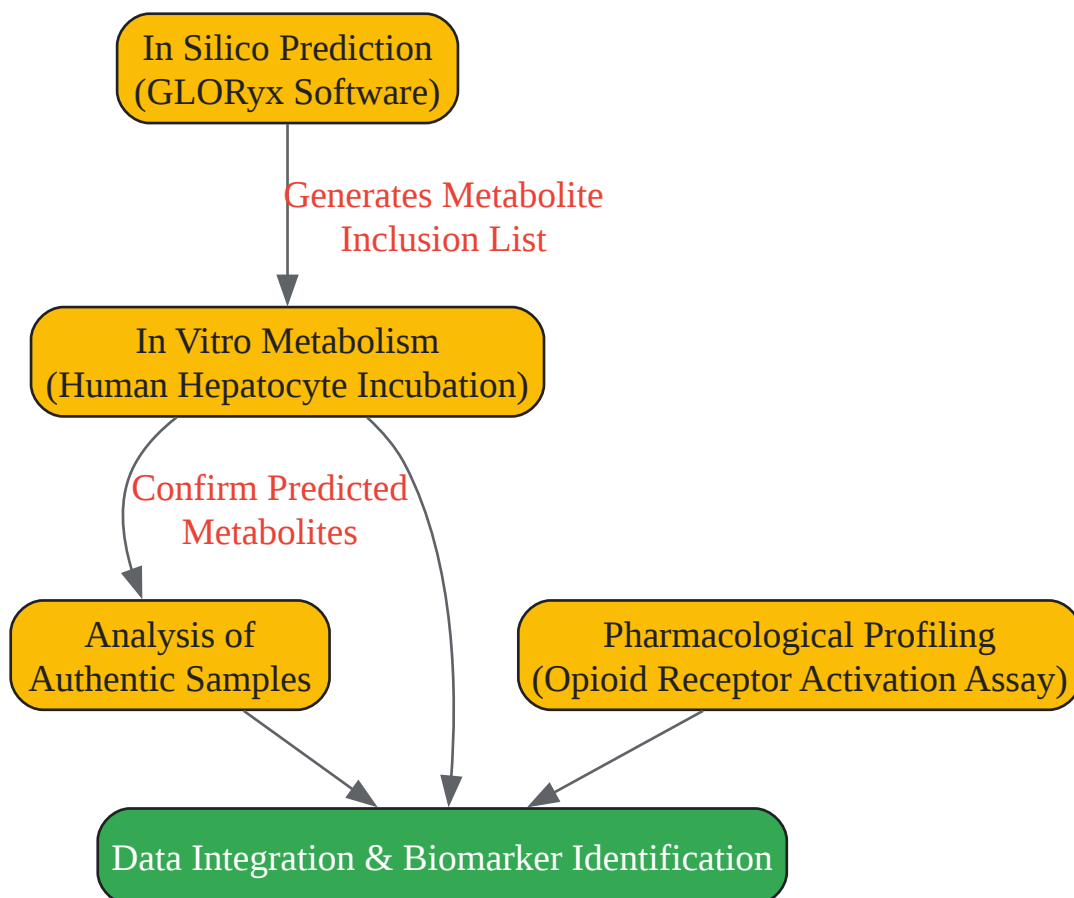 In Silico Prediction
(GLORyx Software)
Generates Metabolite
Inclusion List
In Vitro Metabolism
(Human Hepatocyte Incubation)
Confirm Predicted
Metabolites
Analysis of
Authentic Samples
Pharmacological Profiling
(Opioid Receptor Activation Assay)
Data Integration & Biomarker Identification